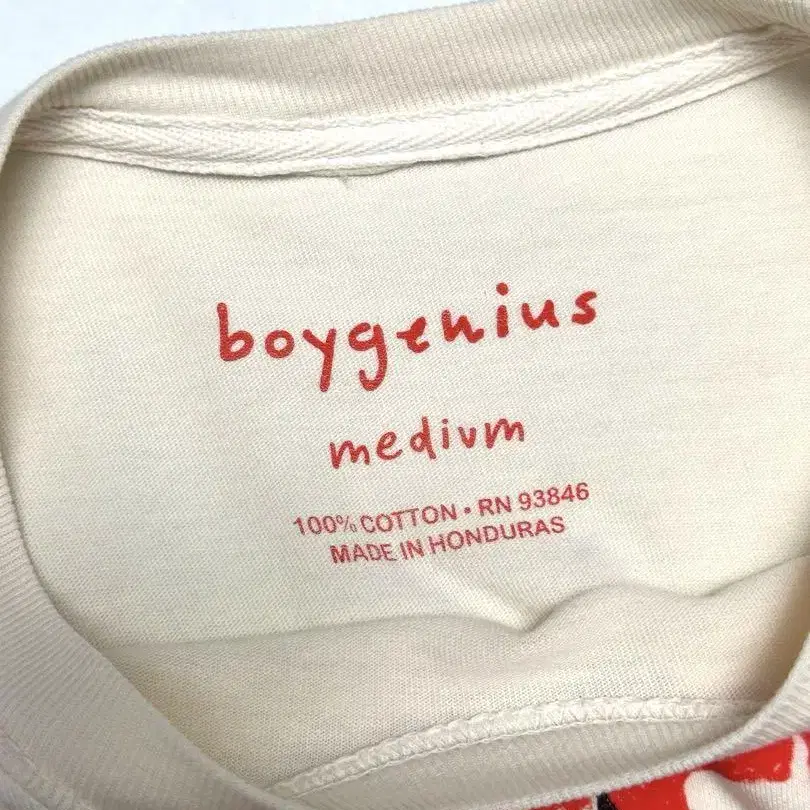 boygenius
medium
100% COTTON • RN 93846
MADE IN HONDURAS